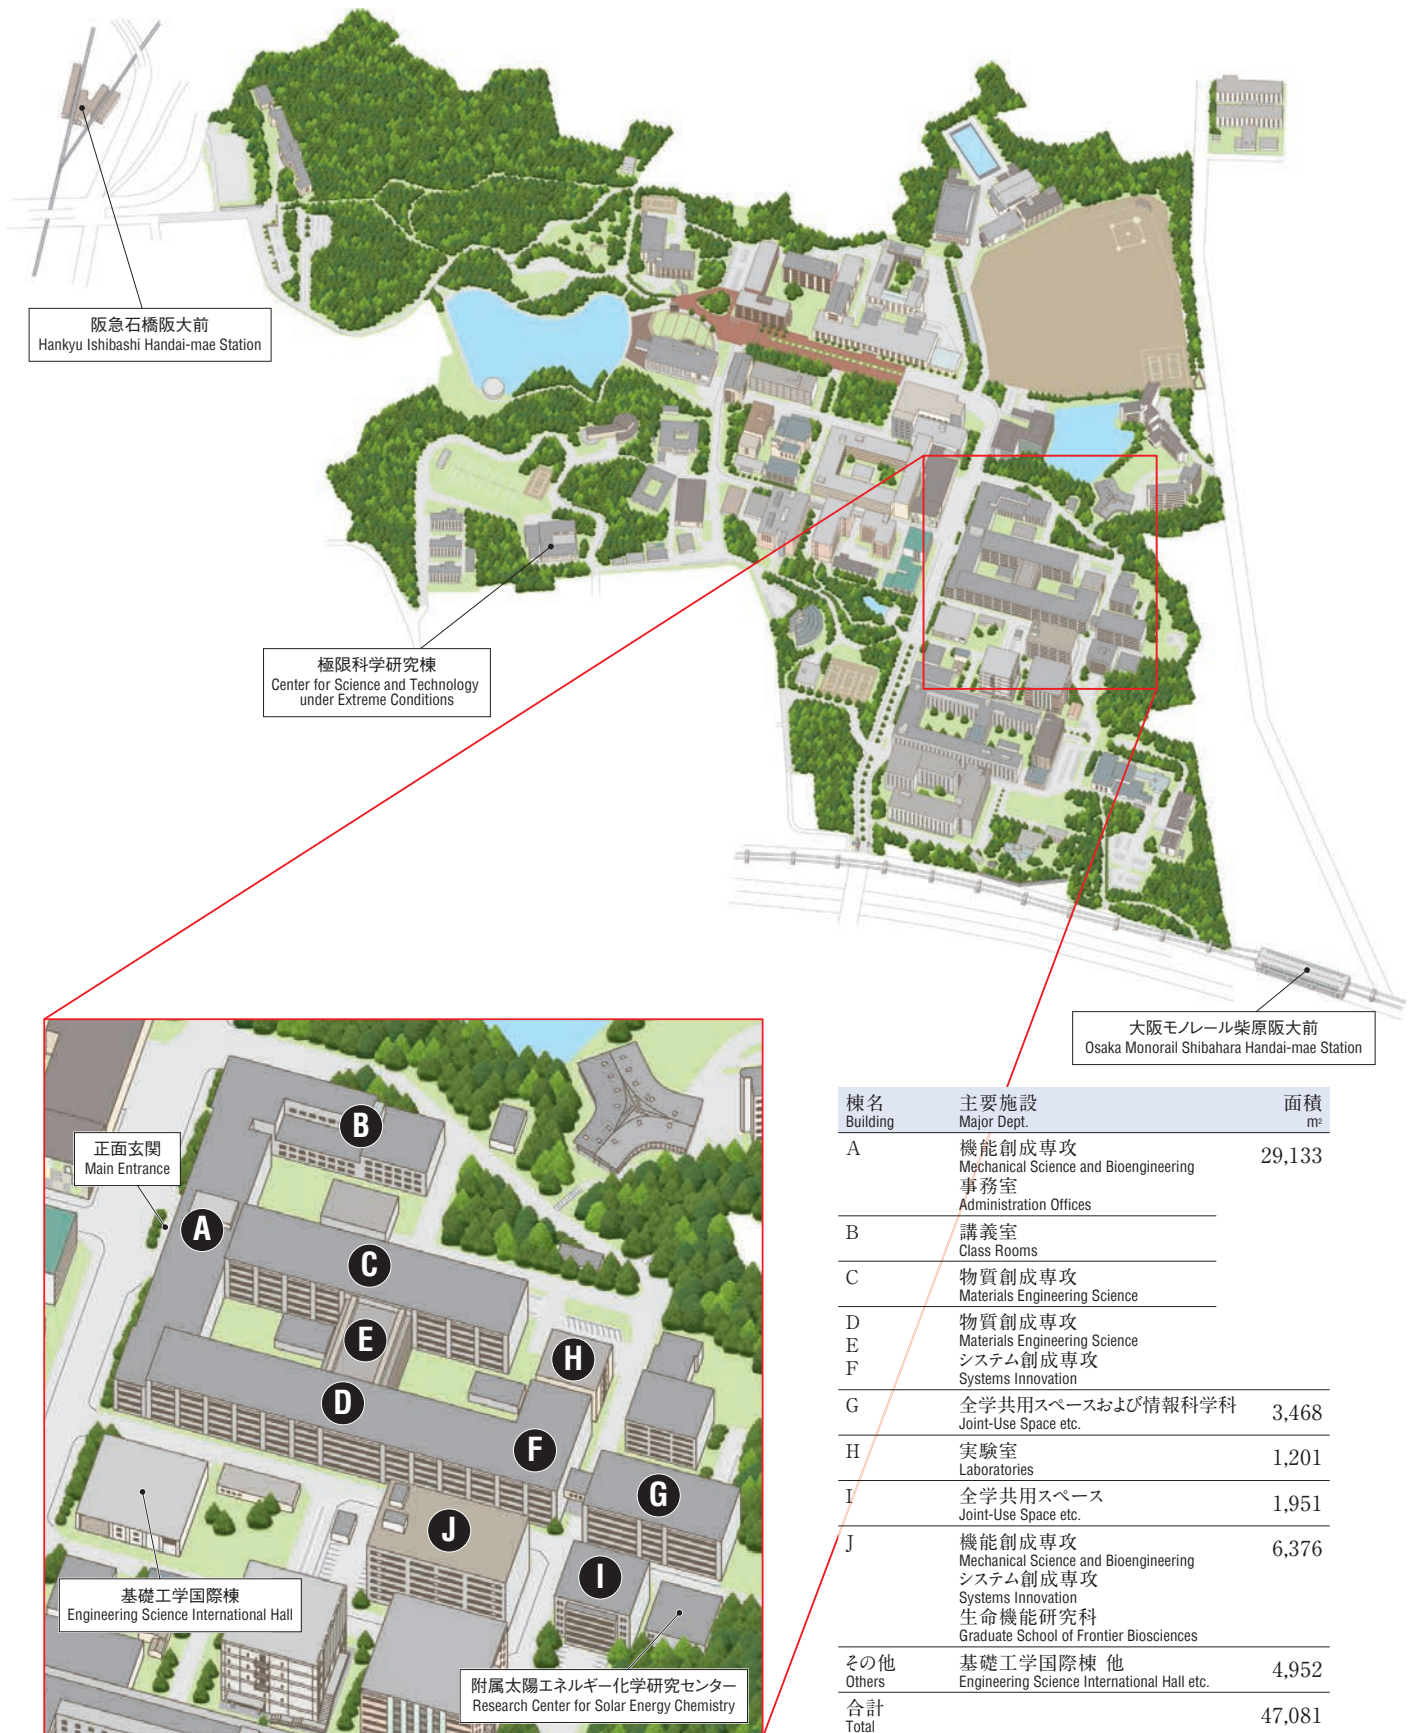 阪急石橋阪大前
Hankyu Ishibashi Handai-mae Station
極限科学研究棟
Center for Science and Technology
under Extreme Conditions
大阪モノレール柴原阪大前
Osaka Monorail Shibahara Handai-mae Station
正面玄関
Main Entrance
A
B
C
E
D
H
F
G
J
I
基礎工学国際棟
Engineering Science International Hall
附属太陽エネルギー化学研究センター
Research Center for Solar Energy Chemistry
棟名 主要施設 面積
Building Major Dept. m²
A 機能創成専攻 29,133
Mechanical Science and Bioengineering
事務室
Administration Offices
B 講義室
Class Rooms
C 物質創成専攻
Materials Engineering Science
D 物質創成専攻
Materials Engineering Science
E
F システム創成専攻
Systems Innovation
G 全学共用スペースおよび情報科学科 3,468
Joint-Use Space etc.
H 実験室 1,201
Laboratories
I 全学共用スペース 1,951
Joint-Use Space etc.
J 機能創成専攻 6,376
Mechanical Science and Bioengineering
システム創成専攻
Systems Innovation
生命機能研究科
Graduate School of Frontier Biosciences
その他 基礎工学国際棟 他 4,952
Others Engineering Science International Hall etc.
合計 47,081
Total